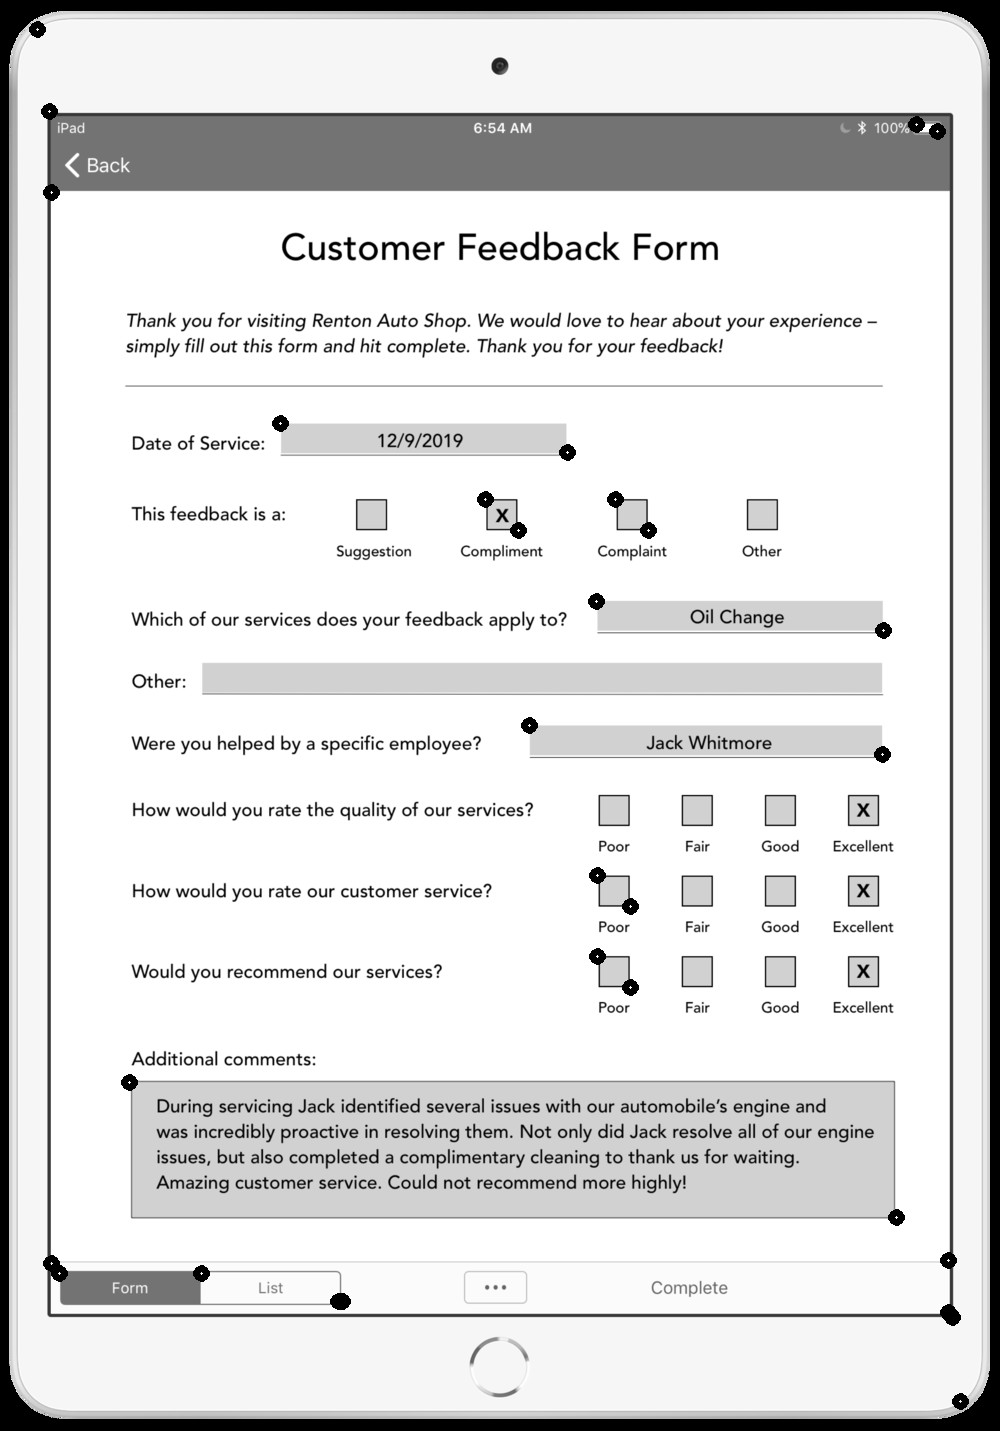 iPad
6:54 AM
100%
Back
Customer Feedback Form
Thank you for visiting Renton Auto Shop. We would love to hear about your experience –
simply fill out this form and hit complete. Thank you for your feedback!
Date of Service: 12/9/2019
This feedback is a: X
Suggestion Compliment Complaint Other
Which of our services does your feedback apply to? Oil Change
Other:
Were you helped by a specific employee? Jack Whitmore
How would you rate the quality of our services? X
Poor Fair Good Excellent
How would you rate our customer service? X
Poor Fair Good Excellent
Would you recommend our services? X
Poor Fair Good Excellent
Additional comments:
During servicing Jack identified several issues with our automobile's engine and
was incredibly proactive in resolving them. Not only did Jack resolve all of our engine
issues, but also completed a complimentary cleaning to thank us for waiting.
Amazing customer service. Could not recommend more highly!
Form List ••• Complete